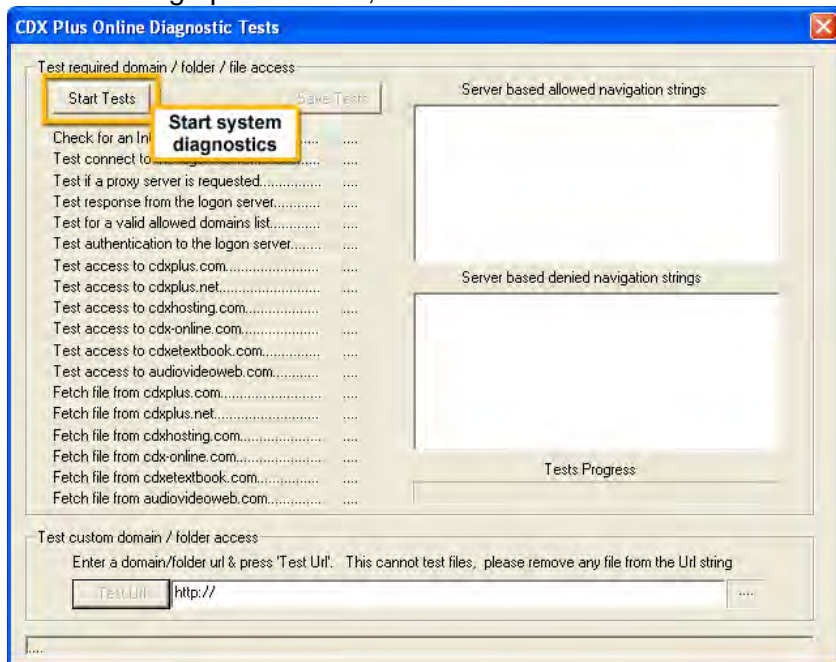 CDX Plus Online Diagnostic Tests
Test required domain / folder / file access
Start Tests
Save Tests
Start system
diagnostics
Check for an In
Test connect to
Test if a proxy server is requested............... ....
Test response from the logon server............ ....
Test for a valid allowed domains list............. ....
Test authentication to the logon server........ ....
Test access to cdxplus.com....................... ....
Test access to cdxplus.net........................ ....
Test access to cdxhosting.com................... ....
Test access to cdx-online.com................... ....
Test access to cdxetextbook.com............... ....
Test access to audiovideoweb.com............. ....
Fetch file from cdxplus.com........................ ....
Fetch file from cdxplus.net......................... ....
Fetch file from cdxhosting.com.................... ....
Fetch file from cdx-online.com.................... ....
Fetch file from cdxetextbook.com................ ....
Fetch file from audiovideoweb.com.............. ....
Server based allowed navigation strings
Server based denied navigation strings
Tests Progress
Test custom domain / folder access
Enter a domain/folder url & press 'Test Url'. This cannot test files, please remove any file from the Url string
Test Url
http://
....
....